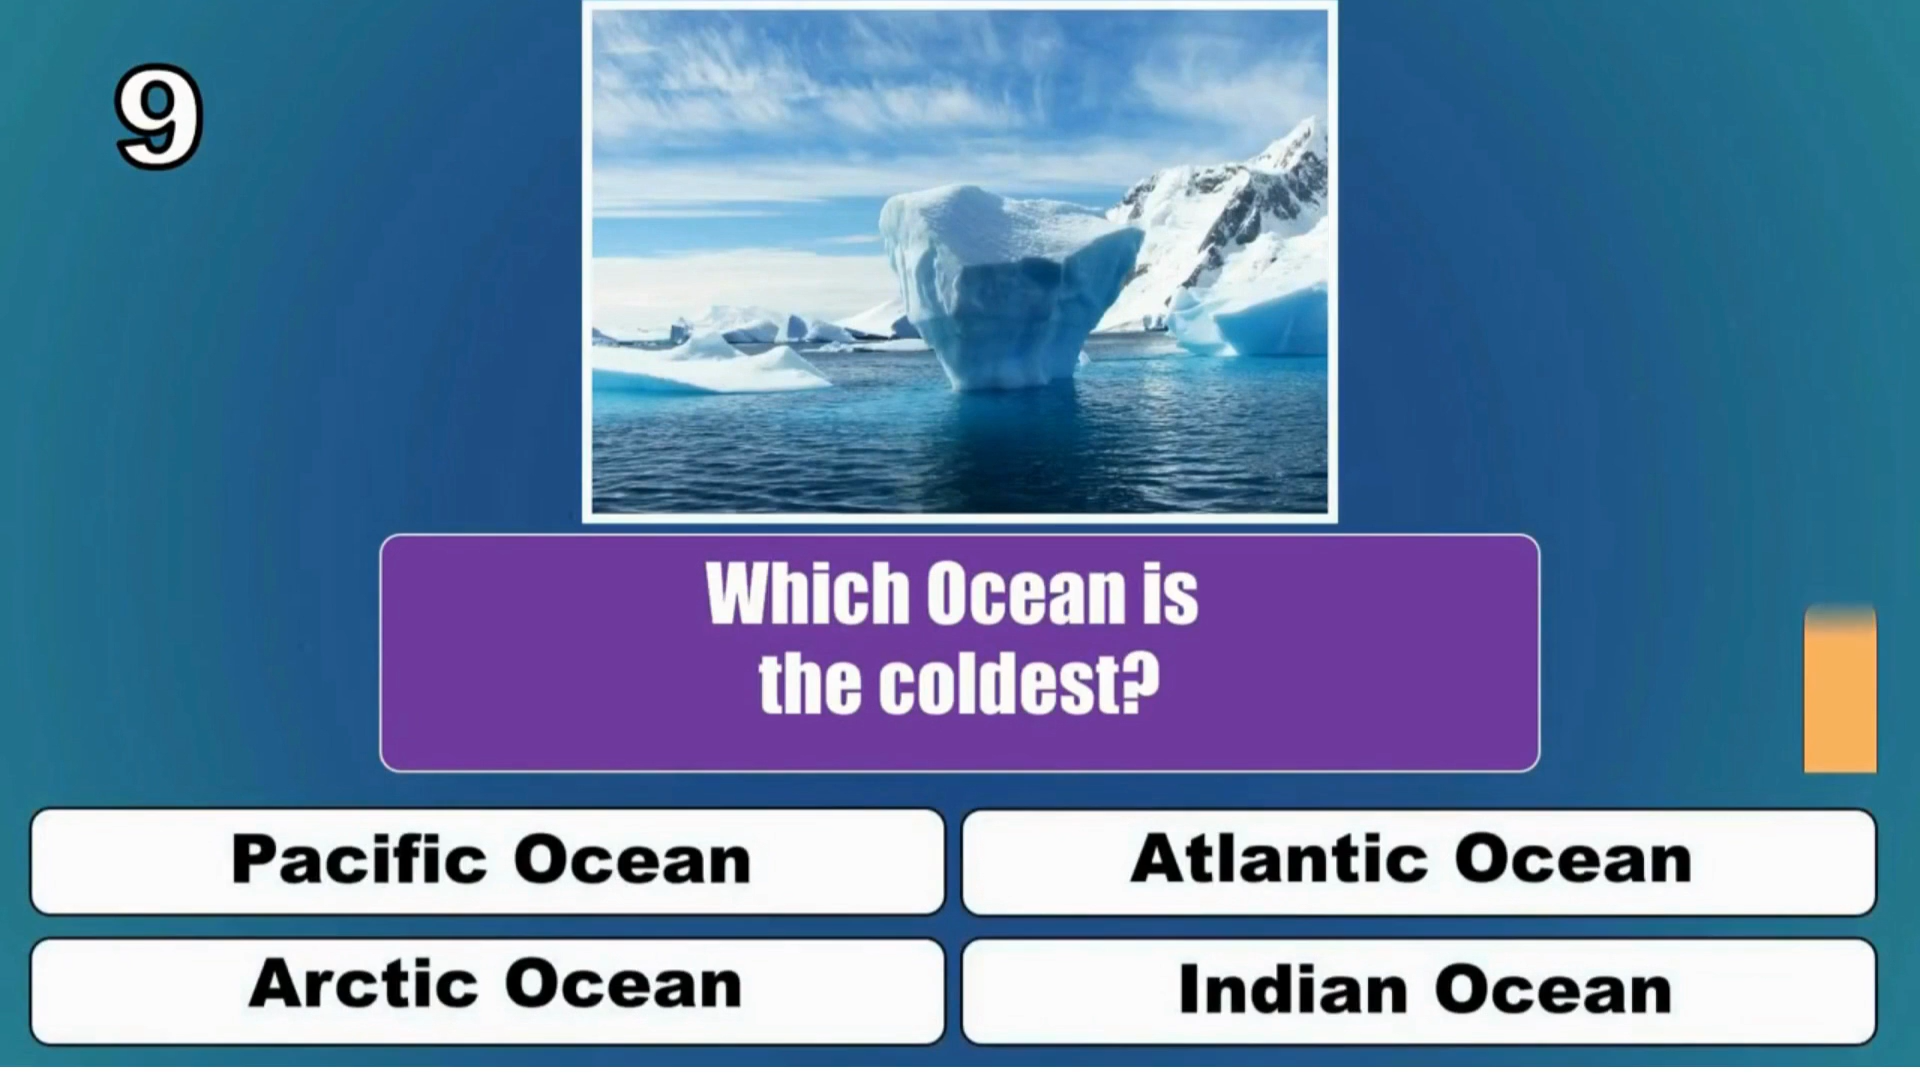 9
Which Ocean is
the coldest?
Pacific Ocean
Atlantic Ocean
Arctic Ocean
Indian Ocean